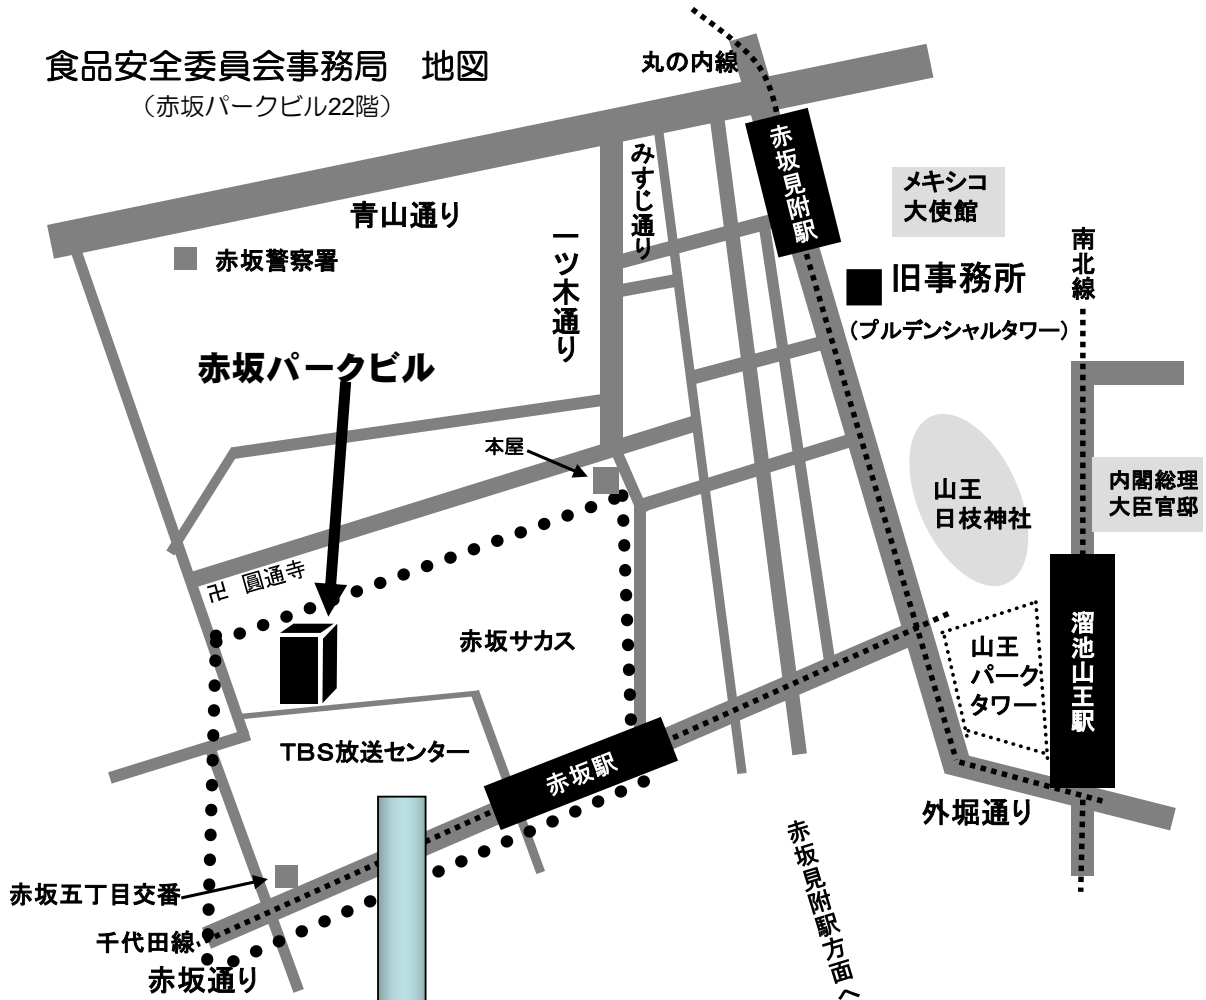 食品安全委員会事務局　地図
（赤坂パークビル22階）
丸の内線
赤坂見附駅
みすじ通り
メキシコ
大使館
青山通り
一ツ木通り
南北線
赤坂警察署
旧事務所
（プルデンシャルタワー）
赤坂パークビル
本屋
山王
日枝神社
内閣総理
大臣官邸
卍　圓通寺
赤坂サカス
溜池山王駅
山王
パーク
タワー
TBS放送センター
赤坂駅
外堀通り
赤坂見附駅方面へ
赤坂五丁目交番
千代田線
赤坂通り